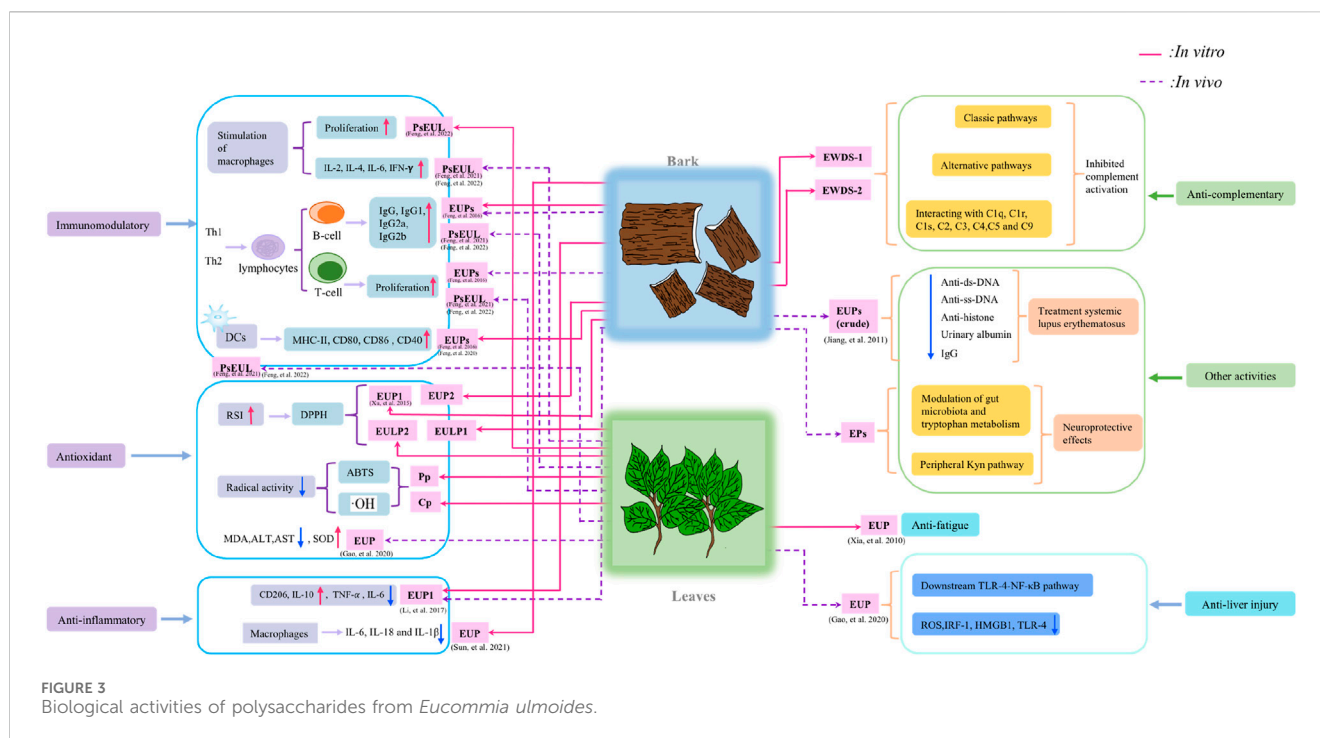 :In vitro
:In vivo
Immunomodulatory
Stimulation
of
macrophages
Proliferation
PsEUL
(Feng, et al. 2022)
IL-2, IL-4, IL-6, IFN-γ
PsEUL
(Feng, et al. 2021)
(Feng, et al. 2022)
Th1
Th2
lymphocytes
B-cell
IgG, IgG1,
IgG2a,
IgG2b
EUPs
(Feng, et al. 2016)
PsEUL
(Feng, et al. 2021)
(Feng, et al. 2022)
T-cell
Proliferation
EUPs
(Feng, et al. 2016)
PsEUL
(Feng, et al. 2021)
(Feng, et al. 2022)
DCs
MHC-II, CD80, CD86 , CD40
EUPs
(Feng, et al. 2016)
(Feng, et al. 2020)
PsEUL
(Feng, et al. 2021) (Feng, et al. 2022)
Antioxidant
RSI
DPPH
EUP1
(Xu, et al. 2015)
EUP2
EULP2
EULP1
Radical activity
ABTS
·OH
Pp
Cp
MDA,ALT,AST , SOD
EUP
(Gao, et al. 2020)
Anti-inflammatory
CD206, IL-10 , TNF-α , IL-6
EUP1
(Li, et al. 2017)
Macrophages
IL-6, IL-18 and IL-1β
EUP
(Sun, et al. 2021)
Bark
Leaves
EWDS-1
EWDS-2
Classic pathways
Alternative pathways
Interacting with C1q, C1r,
C1s, C2, C3, C4,C5 and C9
Inhibited
complement
activation
Anti-complementary
EUPs
(crude)
(Jiang, et al. 2011)
Anti-ds-DNA
Anti-ss-DNA
Anti-histone
Urinary albumin
IgG
Treatment systemic
lupus erythematosus
Other activities
EPs
Modulation of gut
microbiota and
tryptophan metabolism
Peripheral Kyn pathway
Neuroprotective
effects
EUP
(Xia, et al. 2010)
Anti-fatigue
EUP
(Gao, et al. 2020)
Downstream TLR-4-NF-κB pathway
ROS,IRF-1, HMGB1, TLR-4
Anti-liver injury
FIGURE 3
Biological activities of polysaccharides from Eucommia ulmoides.